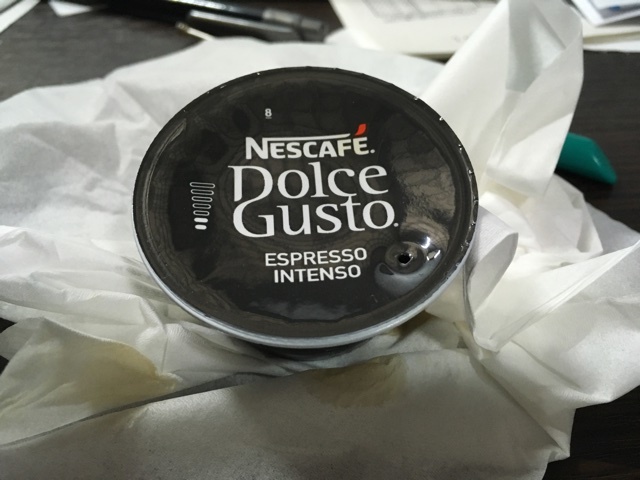 8
NESCAFÉ.
Dolce
Gusto.
ESPRESSO
INTENSO